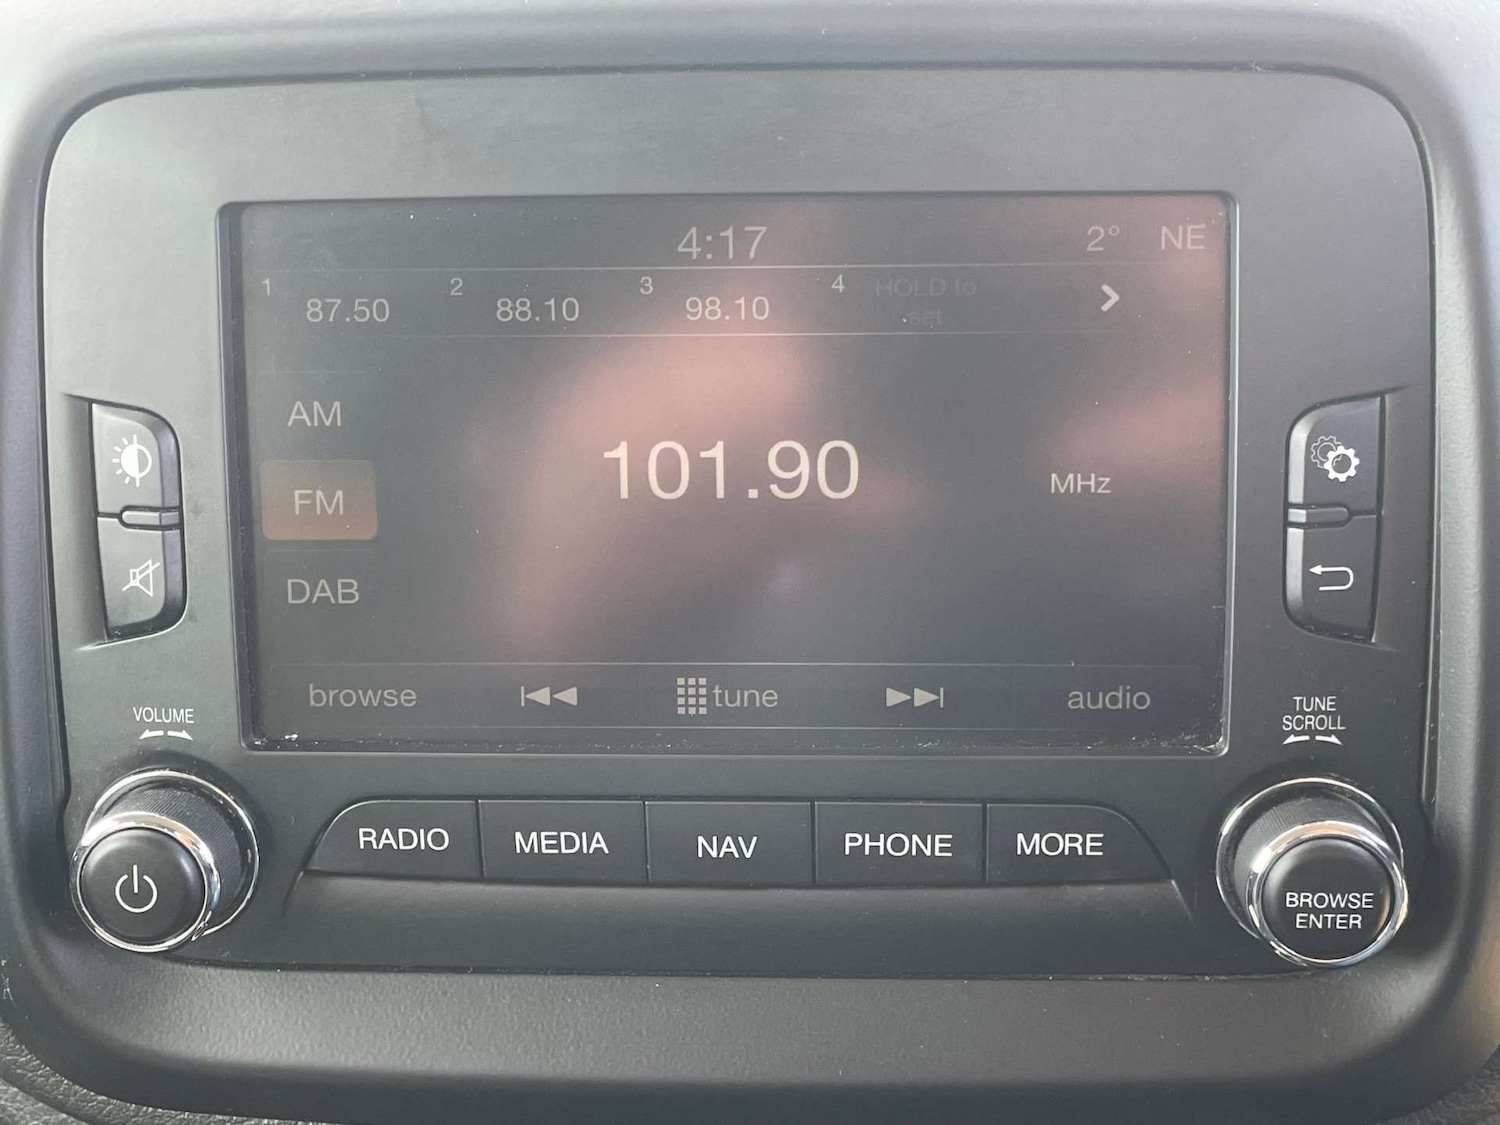 4:17 2° NE
1 87.50 2 88.10 3 98.10 4 HOLD to
set
AM
FM
DAB
101.90 MHz
browse tune audio
VOLUME
TUNE
SCROLL
RADIO MEDIA NAV PHONE MORE
BROWSE
ENTER